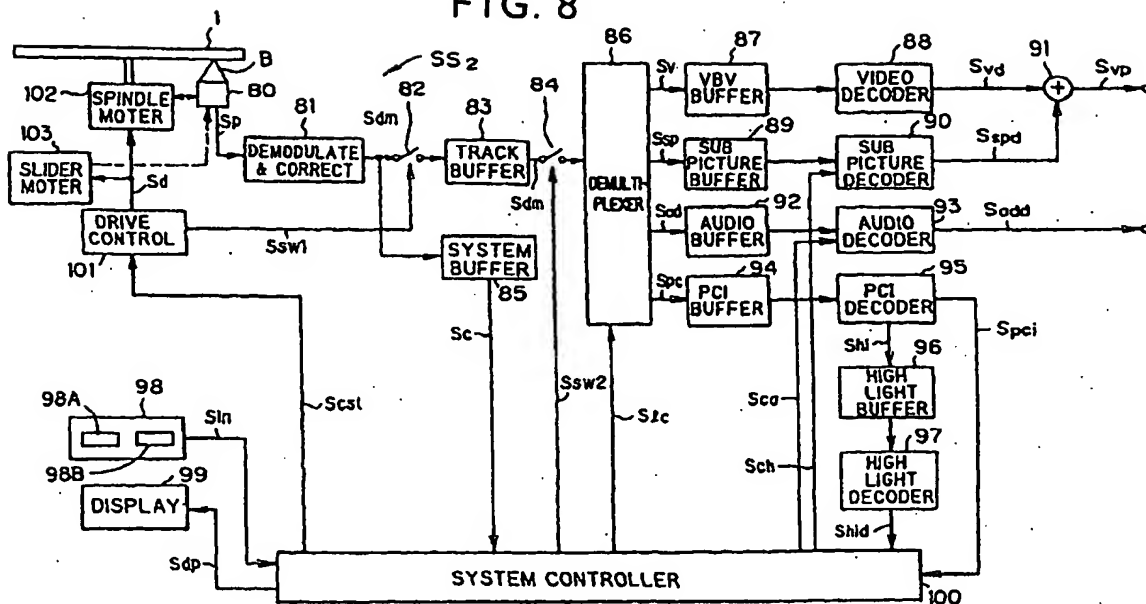 FIG. 8
1
B
80
102
SPINDLE
MOTER
Sp
103
SLIDER
MOTER
Sd
DRIVE
CONTROL
101
Ssw1
81
DEMODULATE
& CORRECT
Sdm
SS2
82
83
TRACK
BUFFER
84
Sdm
SYSTEM
BUFFER
85
Sc
86
DEMULTI
PLEXER
Sv
87
VBV
BUFFER
88
VIDEO
DECODER
Svd
91
+
Svp
Ssp
89
SUB
PICTURE
BUFFER
90
SUB
PICTURE
DECODER
Sspd
Sad
92
AUDIO
BUFFER
93
AUDIO
DECODER
Sadd
Spc
94
PCI
BUFFER
95
PCI
DECODER
Spci
Shi
96
HIGH
LIGHT
BUFFER
97
HIGH
LIGHT
DECODER
Shid
98
98A
98B
Sin
99
DISPLAY
Sdp
Scsl
Ssw2
Slc
Sca
Sch
SYSTEM CONTROLLER
100